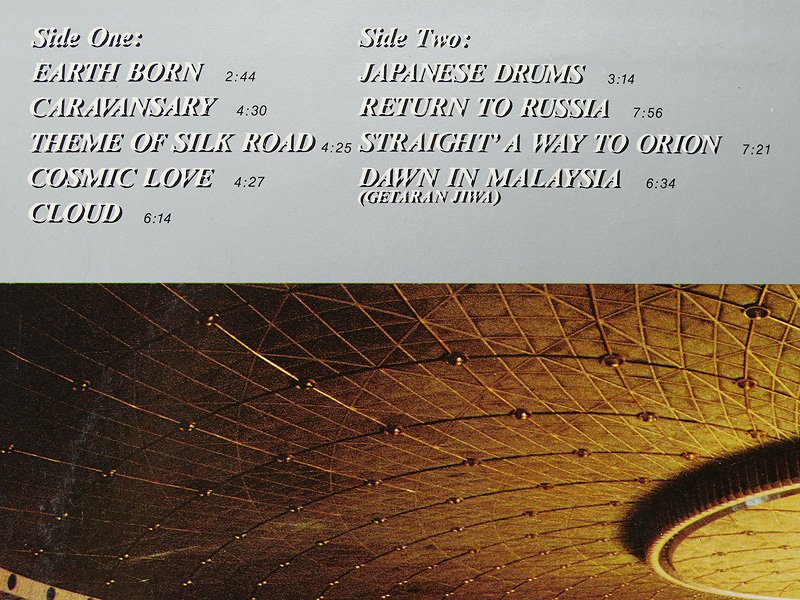 Side One:
EARTH BORN 2:44
CARAVANSARY 4:30
THEME OF SILK ROAD 4:25
COSMIC LOVE 4:27
CLOUD 6:14
Side Two:
JAPANESE DRUMS 3:14
RETURN TO RUSSIA 7:56
STRAIGHT' A WAY TO ORION 7:21
DAWN IN MALAYSIA 6:34
(GETARAN JIWA)